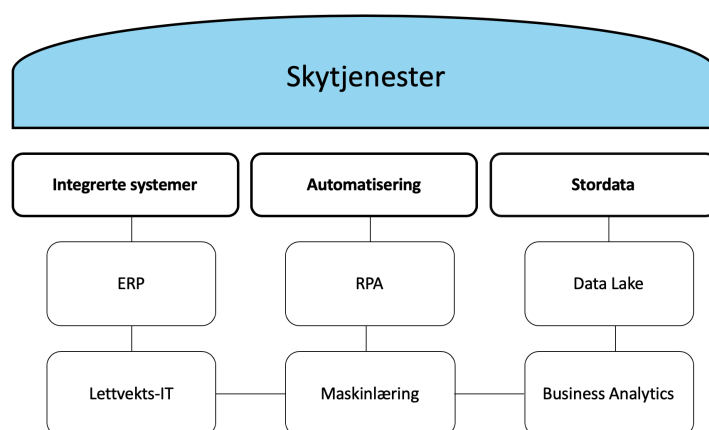 Skytjenester
Integrerte systemer
Automatisering
Stordata
ERP
RPA
Data Lake
Lettvekts-IT
Maskinlæring
Business Analytics